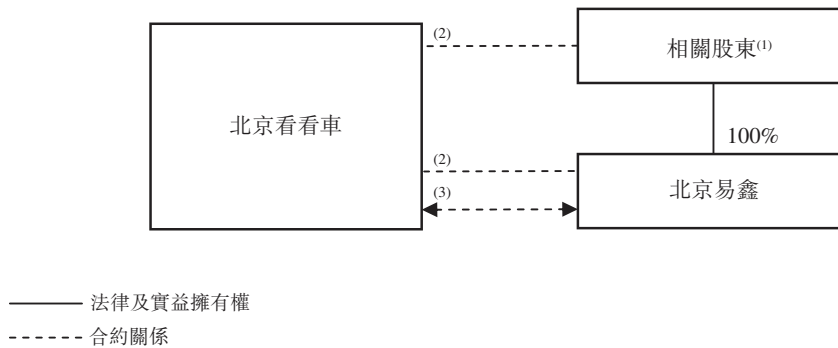 (2)
相關股東(1)
北京看看車
100%
(2)
北京易鑫
(3)
法律及實益擁有權
合約關係